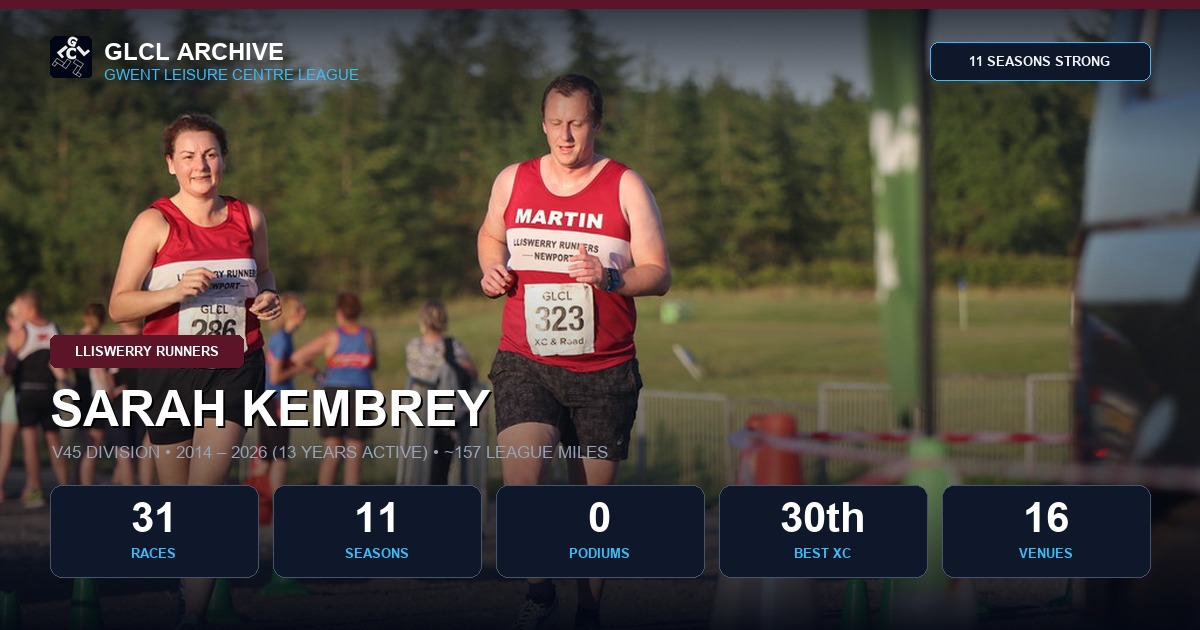 GLCL ARCHIVE
GWENT LEISURE CENTRE LEAGUE
11 SEASONS STRONG
MARTIN
LLISWERRY RUNNERS
NEWPORT
GLCL
323
XC & Road
LLISWERRY RUNNER
NEWPORT
GLCL
286
LLISWERRY RUNNERS
SARAH KEMBREY
V45 DIVISION • 2014 – 2026 (13 YEARS ACTIVE) • ~157 LEAGUE MILES
31
RACES
11
SEASONS
0
PODIUMS
30th
BEST XC
16
VENUES